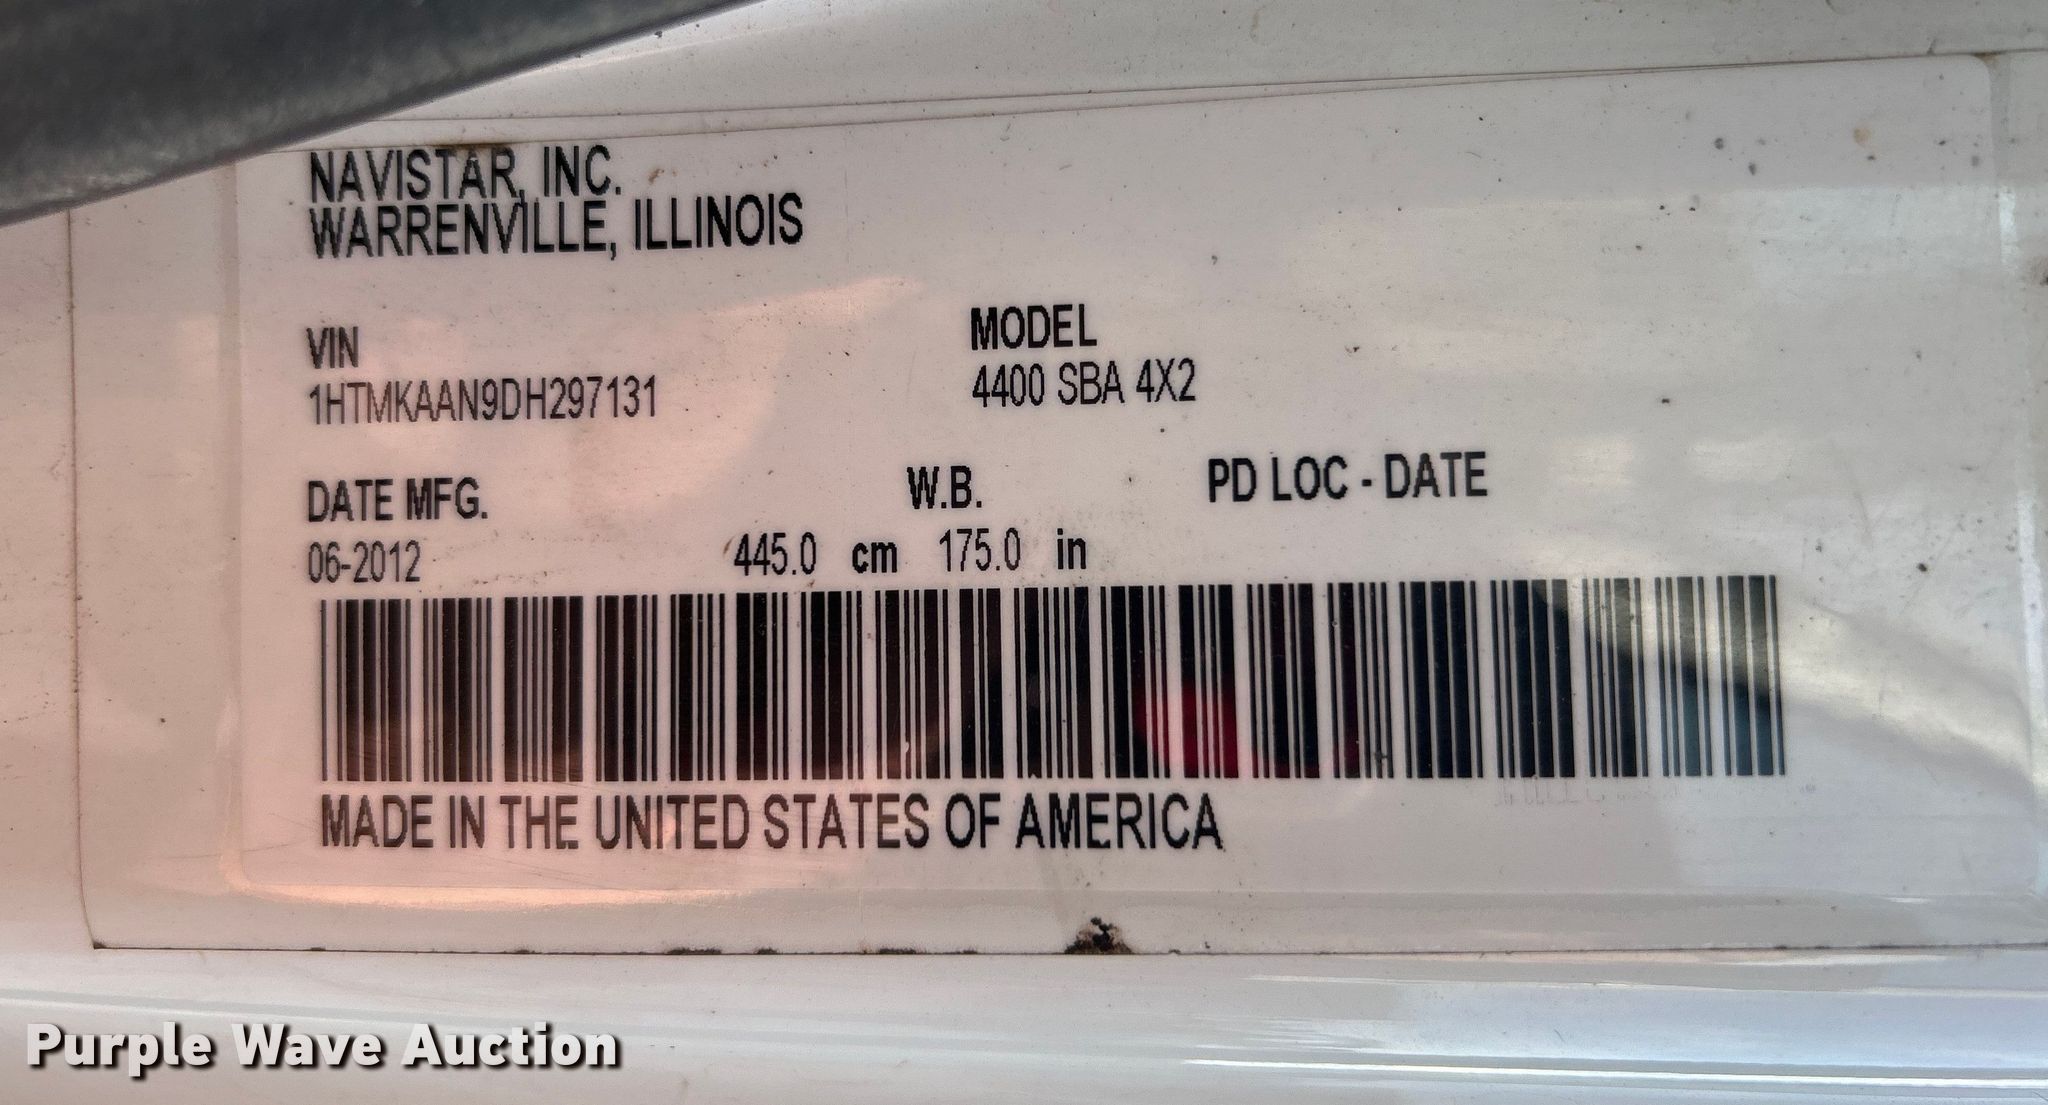 NAVISTAR, INC.
WARRENVILLE, ILLINOIS
VIN
1HTMKAAN9DH297131
MODEL
4400 SBA 4X2
DATE MFG.
06-2012
W.B.
445.0 cm 175.0 in
PD LOC - DATE
MADE IN THE UNITED STATES OF AMERICA
Purple Wave Auction